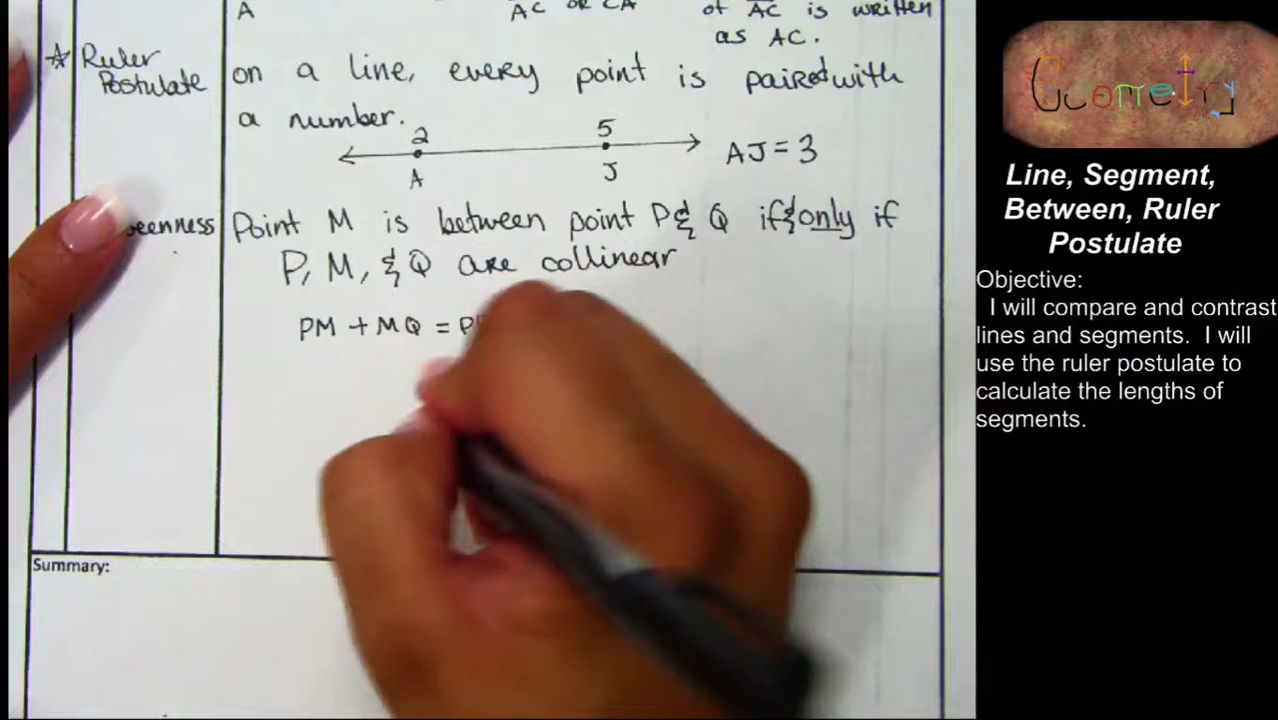 A
AC OR CA
of AC is written
as AC.
☆ Ruler
Postulate
on a line, every point is paired with
a number.
2
5
A
J
AJ = 3
Point M is between point P & Q if & only if
P, M, & Q are collinear
PM + MQ = P
Summary:
Geometry
Line, Segment,
Between, Ruler
Postulate
Objective:
I will compare and contrast
lines and segments. I will
use the ruler postulate to
calculate the lengths of
segments.